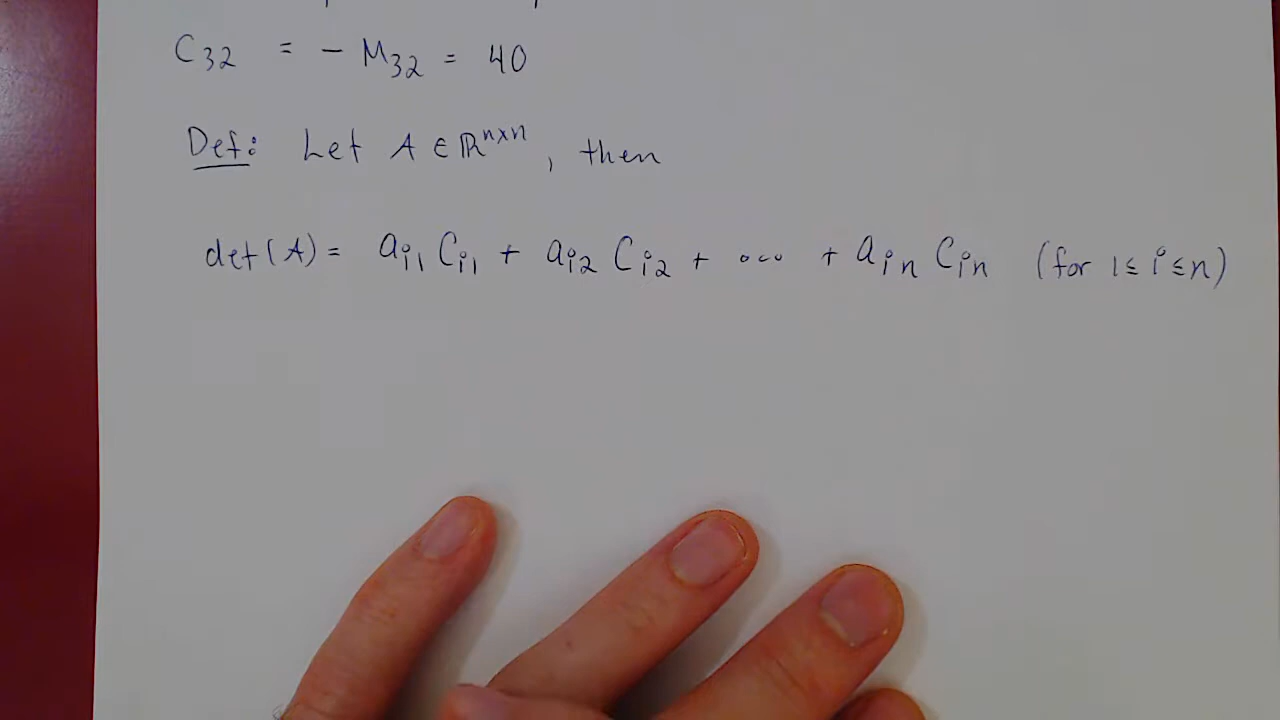 C₃₂ = - M₃₂ = 40
Def: Let A ∈ ℝⁿˣⁿ, then
det(A) = aᵢ₁ Cᵢ₁ + aᵢ₂ Cᵢ₂ + ... + aᵢₙ Cᵢₙ (for 1 ≤ i ≤ n)